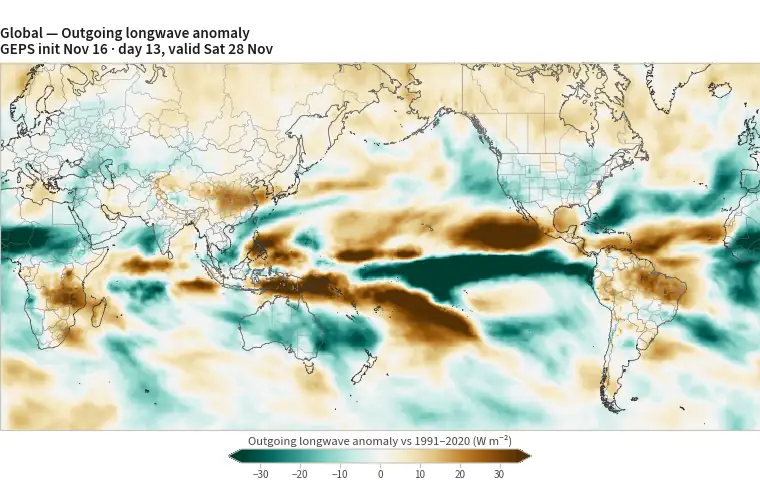 Global — Outgoing longwave anomaly
GEPS init Nov 16 · day 13, valid Sat 28 Nov
Outgoing longwave anomaly vs 1991–2020 (W m⁻²)
−30 −20 −10 0 10 20 30